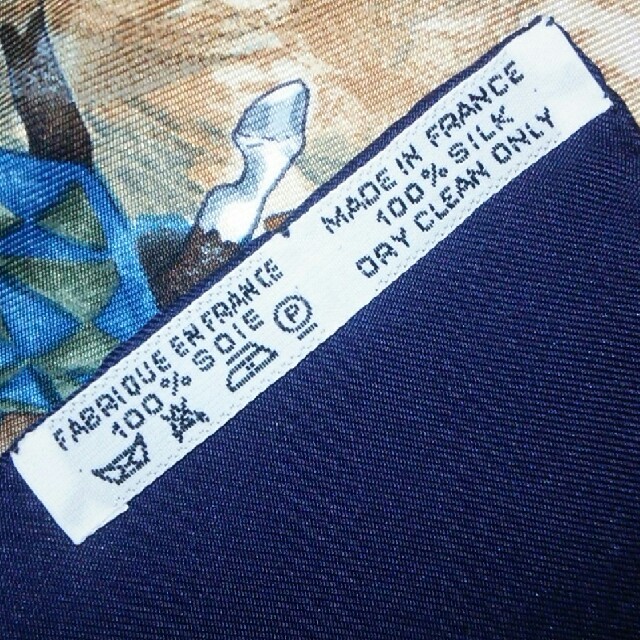 FABRIQUE EN FRANCE
100% SOIE
P
MADE IN FRANCE
100% SILK
DRY CLEAN ONLY